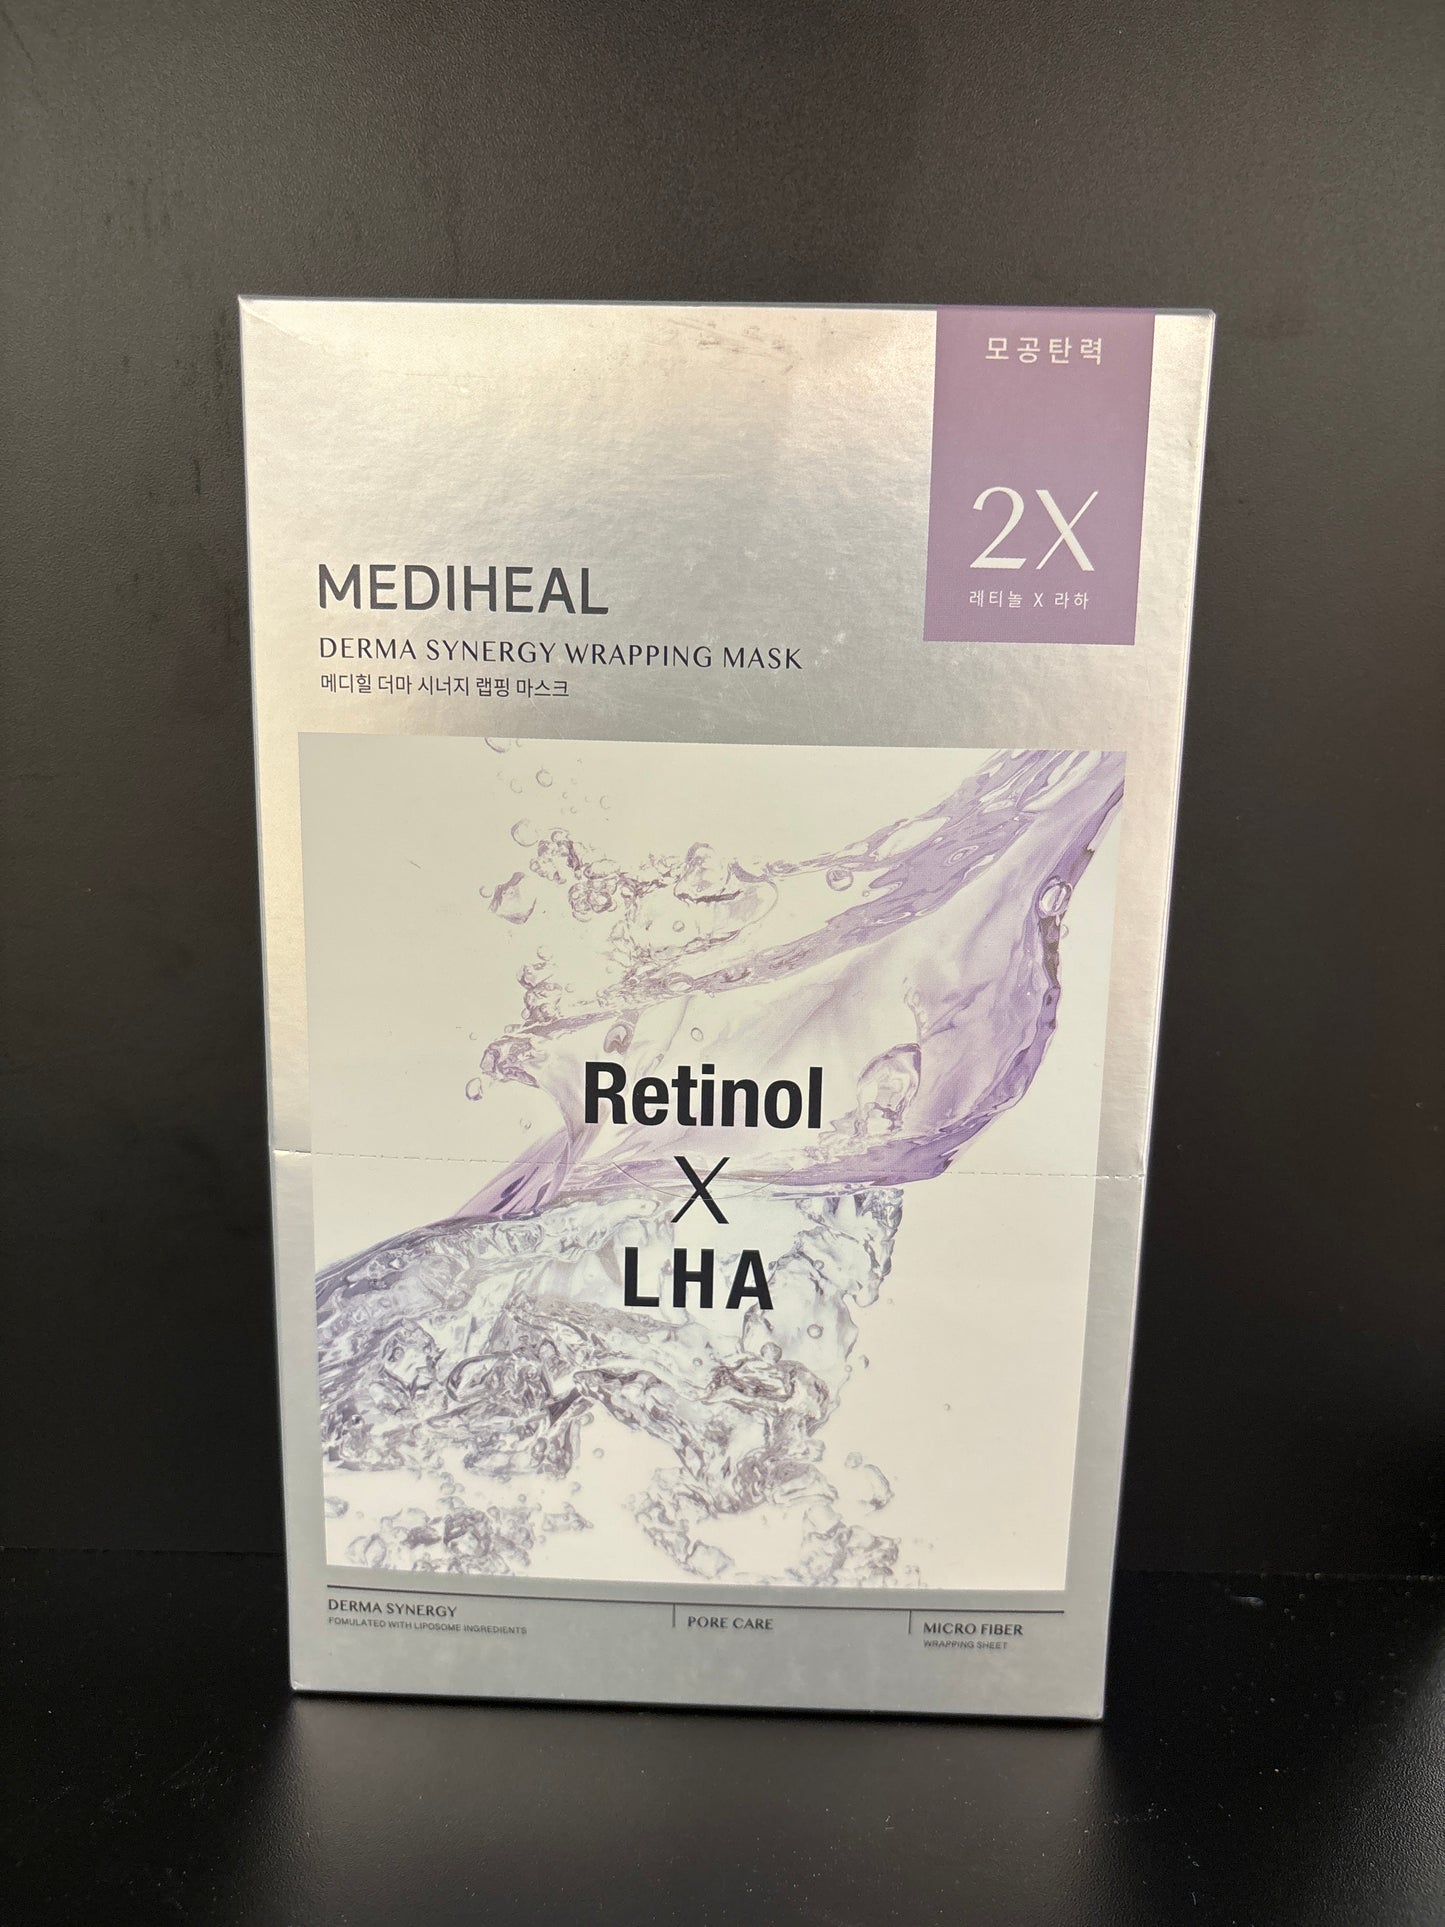 모공탄력
2X
레티놀 X 라하
MEDIHEAL
DERMA SYNERGY WRAPPING MASK
메디힐 더마 시너지 랩핑 마스크
Retinol
X
LHA
DERMA SYNERGY
FOMULATED WITH LIPOSOME INGREDIENTS
PORE CARE
MICRO FIBER
WRAPPING SHEET